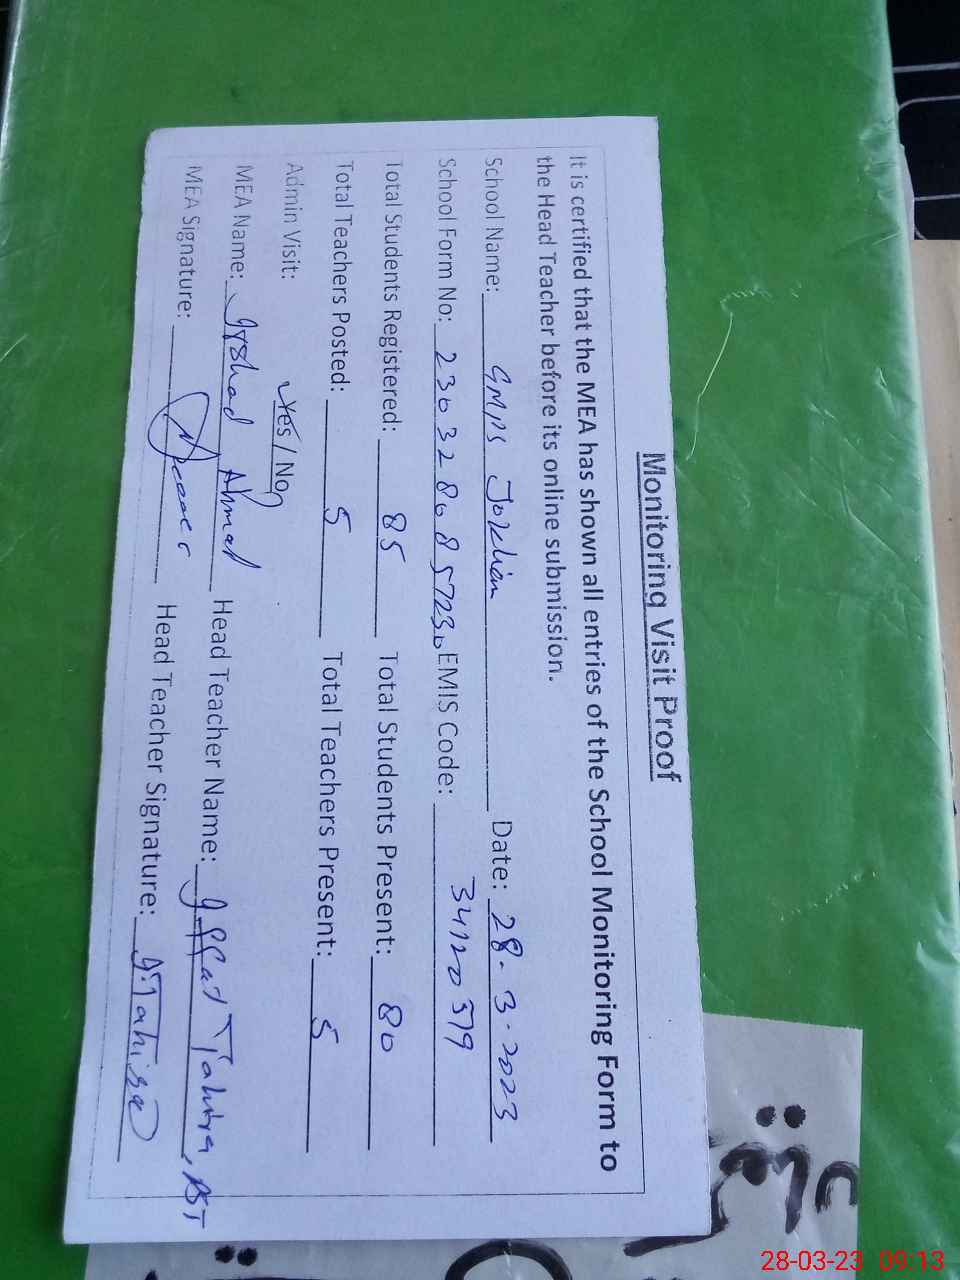 Monitoring Visit Proof
It is certified that the MEA has shown all entries of the School Monitoring Form to
the Head Teacher before its online submission.
School Name: GMPS Jokhian Date: 28.3.2023
School Form No: 2303280857230 EMIS Code: 34120379
Total Students Registered: 85 Total Students Present: 80
Total Teachers Posted: 5 Total Teachers Present: 5
Admin Visit: Yes / No
MEA Name: Irshad Ahmad Head Teacher Name: Iffat Tahira, PST
MEA Signature: Head Teacher Signature: I.Tahira
28-03-23 09:13